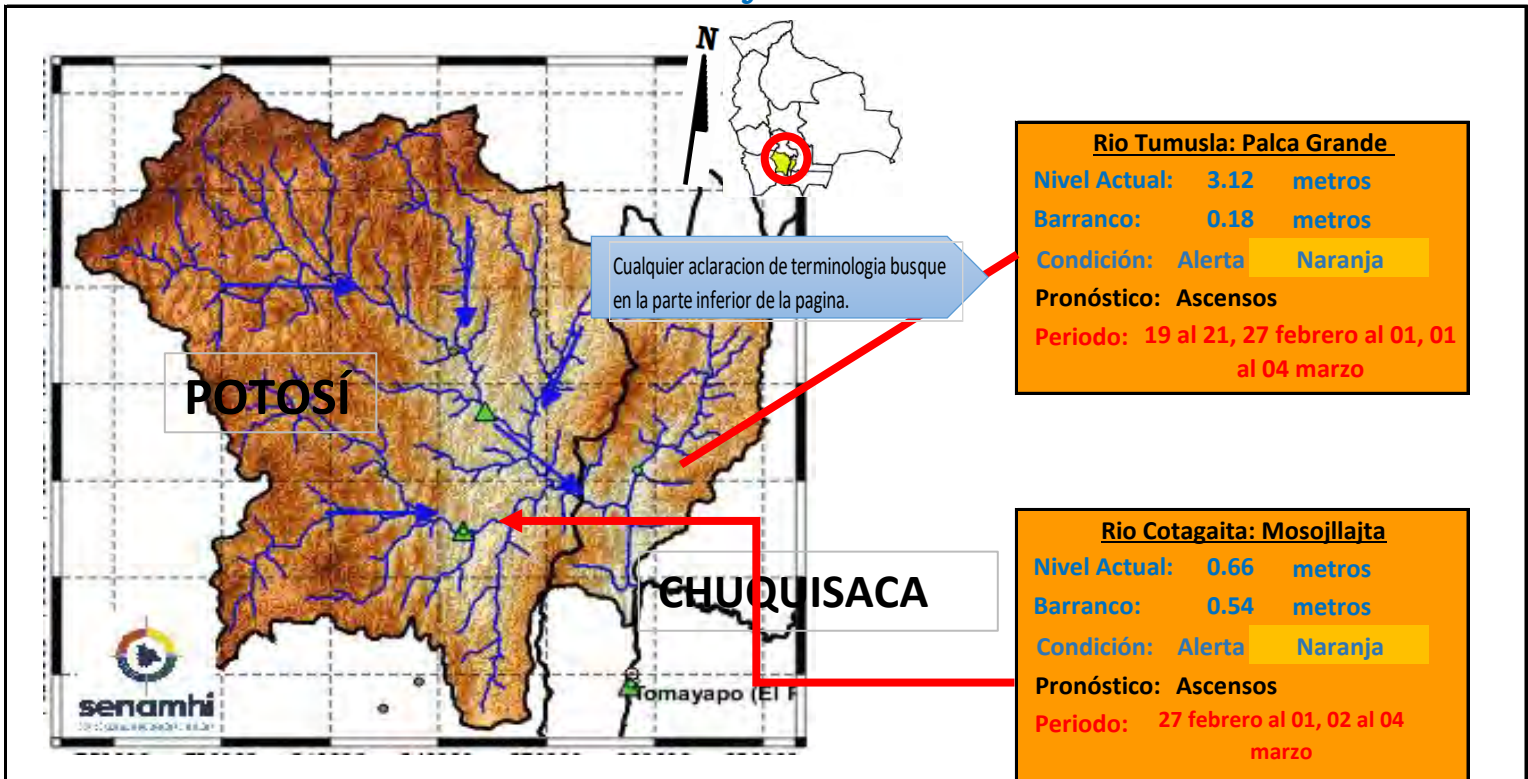 N
Cualquier aclaracion de terminologia busque
en la parte inferior de la pagina.
POTOSÍ
CHUQUISACA
senamhi
Tomayapo (El
Rio Tumusla: Palca Grande
Nivel Actual: 3.12 metros
Barranco: 0.18 metros
Condición: Alerta Naranja
Pronóstico: Ascensos
Periodo: 19 al 21, 27 febrero al 01, 01
al 04 marzo
Rio Cotagaita: Mosojllajta
Nivel Actual: 0.66 metros
Barranco: 0.54 metros
Condición: Alerta Naranja
Pronóstico: Ascensos
Periodo: 27 febrero al 01, 02 al 04
marzo